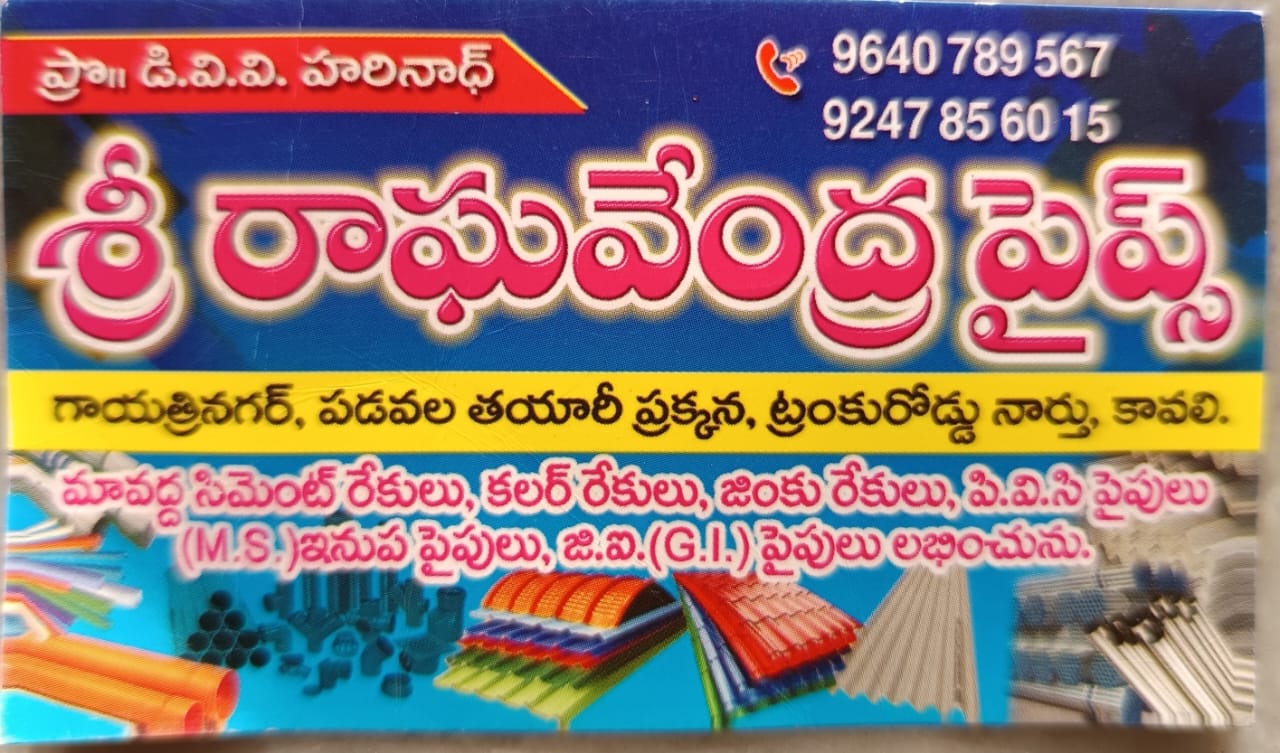 ప్రొ॥ డి.వి.వి. హరినాధ్
9640 789 567
9247 85 60 15
శ్రీ రాఘవేంద్ర పైప్స్
గాయత్రినగర్, పడవల తయారీ ప్రక్కన, ట్రంకురోడ్డు నార్తు, కావలి.
మావద్ద సిమెంట్ రేకులు, కలర్ రేకులు, జింకు రేకులు, పి.వి.సి పైపులు
(M.S.)ఇనుప పైపులు, జి.ఐ.(G.I.) పైపులు లభించును.